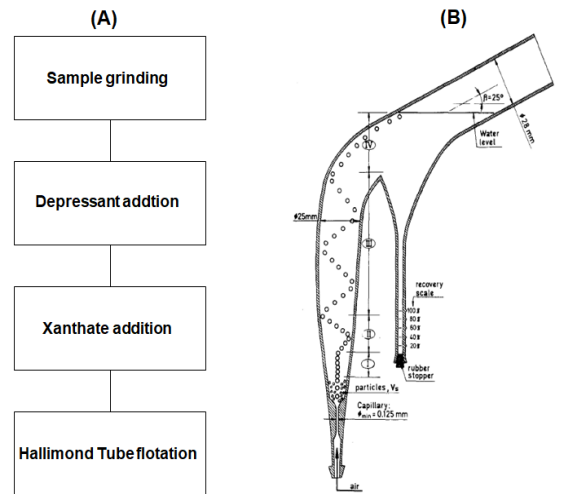 (A)
Sample grinding
Depressant addtion
Xanthate addition
Hallimond Tube flotation
(B)
β=25°
Water
level
ϕ28 mm
IV
ϕ25mm
III
recovery
scale
100%
80%
60%
40%
20%
II
I
rubber
stopper
particles, Vs
Capillary:
ϕmin = 0.125 mm
air